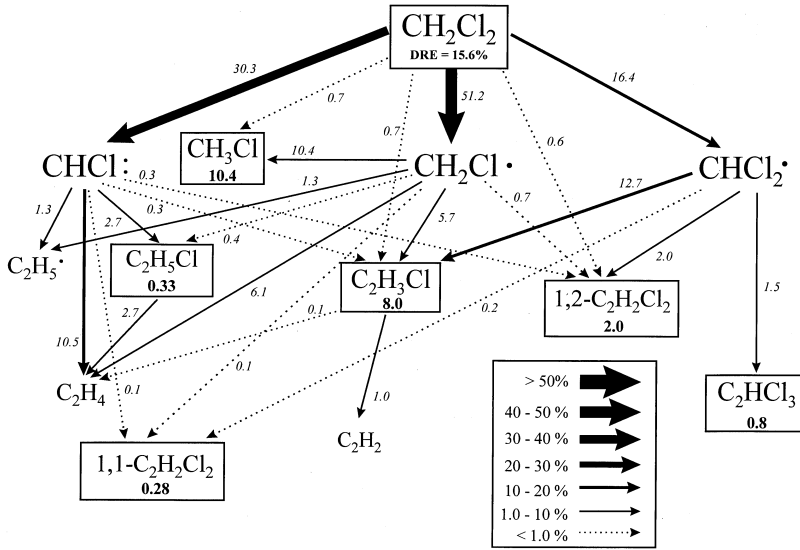 CH₂Cl₂
DRE = 15.6%
30.3
0.7
51.2
16.4
0.7
0.6
CHCl:
CH₃Cl
10.4
10.4
CH₂Cl •
CHCl₂•
0.3
1.3
0.3
2.7
1.3
0.4
5.7
0.7
12.7
C₂H₅•
C₂H₅Cl
0.33
C₂H₃Cl
8.0
1,2-C₂H₂Cl₂
2.0
2.0
1.5
6.1
0.1
0.2
2.7
10.5
0.1
0.1
1.0
C₂H₄
C₂H₂
C₂HCl₃
0.8
1,1-C₂H₂Cl₂
0.28
> 50%
40 - 50 %
30 - 40 %
20 - 30 %
10 - 20 %
1.0 - 10 %
< 1.0 %